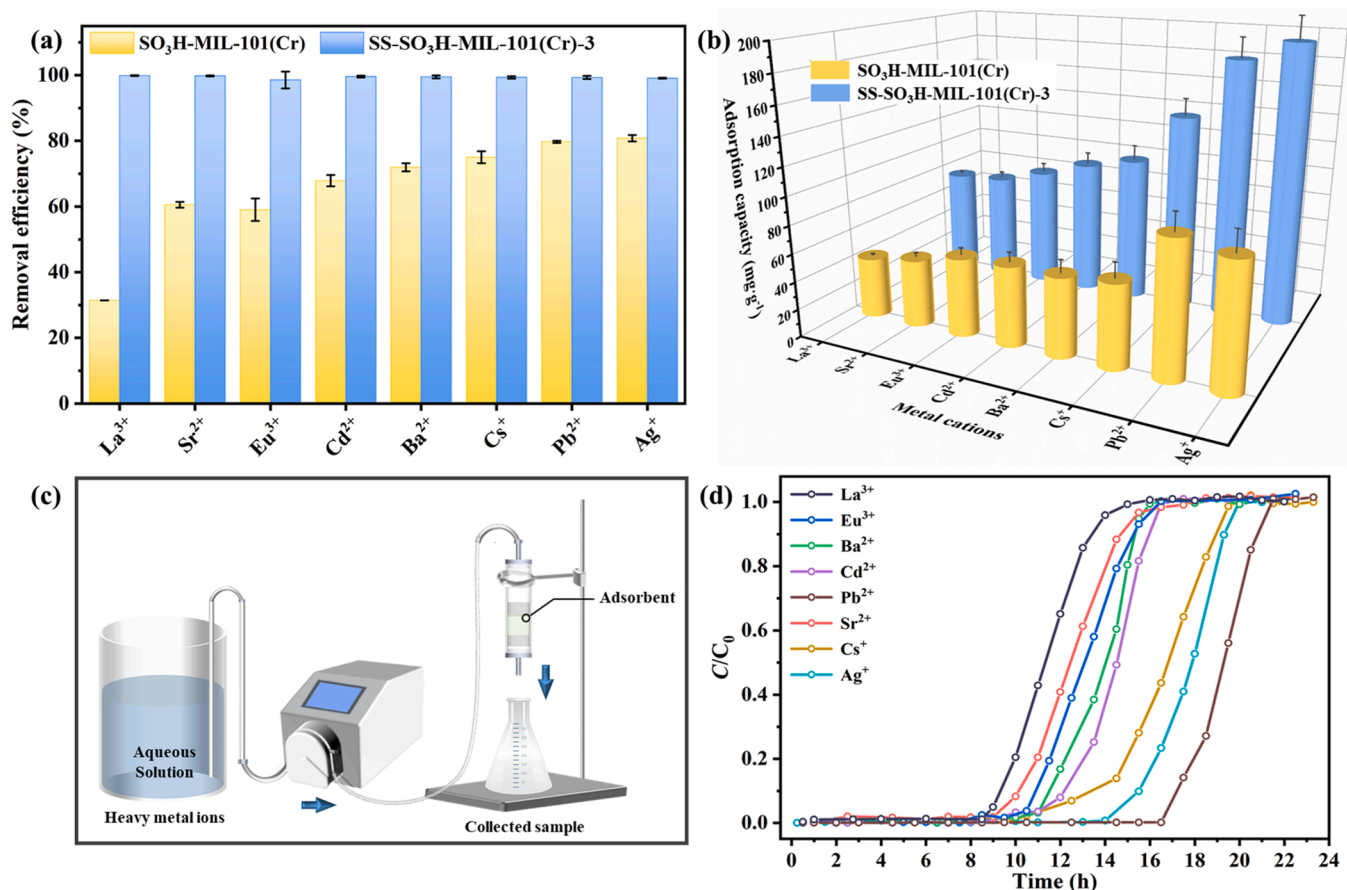 (a)
SO₃H-MIL-101(Cr)
SS-SO₃H-MIL-101(Cr)-3
Removal efficiency (%)
100
80
60
40
20
0
La³⁺
Sr²⁺
Eu³⁺
Cd²⁺
Ba²⁺
Cs⁺
Pb²⁺
Ag⁺
(b)
SO₃H-MIL-101(Cr)
SS-SO₃H-MIL-101(Cr)-3
Adsorption capacity (mg·g⁻¹)
200
180
160
140
120
100
80
60
40
20
0
La³⁺
Sr²⁺
Eu³⁺
Cd²⁺
Ba²⁺
Cs⁺
Pb²⁺
Ag⁺
Metal cations
(c)
Adsorbent
Aqueous
Solution
Heavy metal ions
Collected sample
(d)
La³⁺
Eu³⁺
Ba²⁺
Cd²⁺
Pb²⁺
Sr²⁺
Cs⁺
Ag⁺
C/C₀
1.0
0.8
0.6
0.4
0.2
0.0
0 2 4 6 8 10 12 14 16 18 20 22 24
Time (h)